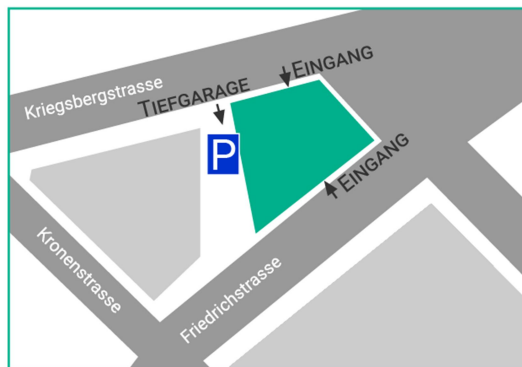 EINGANG
Kriegsbergstrasse
TIEFGARAGE
P
EINGANG
Kronenstrasse
Friedrichstrasse